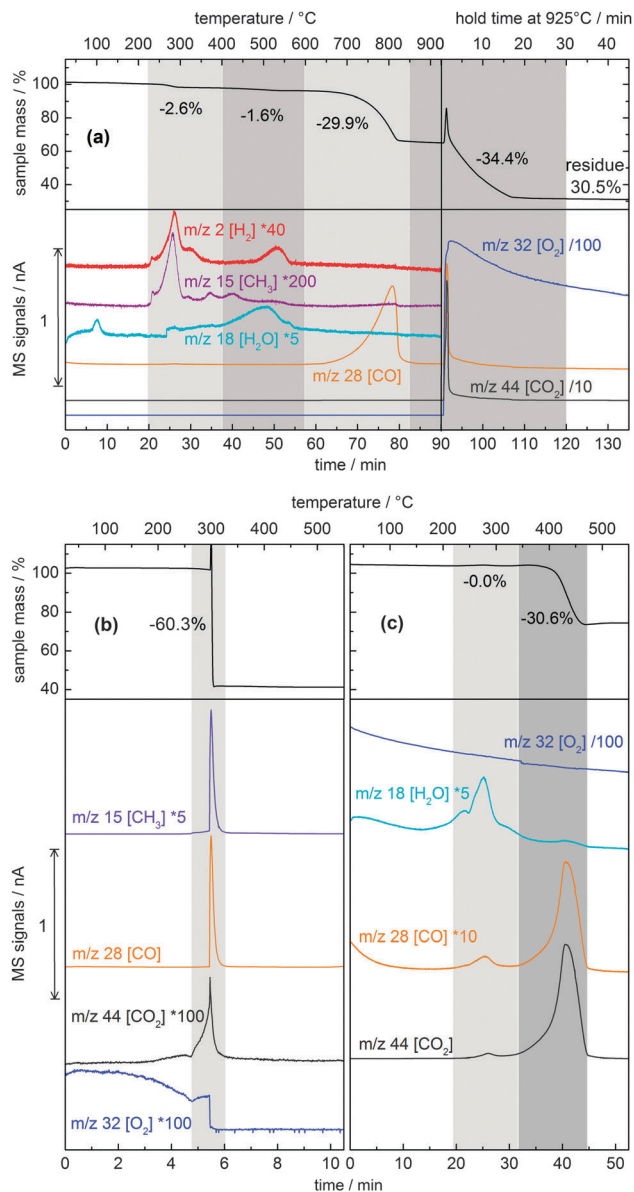 temperature / °C
hold time at 925°C / min
0 100 200 300 400 500 600 700 800 900
10 20 30 40
sample mass / %
100
80
60
40
-2.6%
-1.6%
-29.9%
(a)
-34.4%
residue
30.5%
m/z 2 [H₂] *40
m/z 32 [O₂] /100
m/z 15 [CH₃] *200
MS signals / nA
1
m/z 18 [H₂O] *5
m/z 28 [CO]
m/z 44 [CO₂] /10
0 10 20 30 40 50 60 70 80 90 100 110 120 130
time / min
temperature / °C
temperature / °C
100 200 300 400 500
100 200 300 400 500
sample mass / %
100
80
60
40
-60.3%
(b)
-0.0%
(c)
-30.6%
m/z 32 [O₂] /100
m/z 15 [CH₃] *5
m/z 18 [H₂O] *5
MS signals / nA
1
m/z 28 [CO]
m/z 28 [CO] *10
m/z 44 [CO₂] *100
m/z 44 [CO₂]
m/z 32 [O₂] *100
0 2 4 6 8 10
0 10 20 30 40 50
time / min
time / min